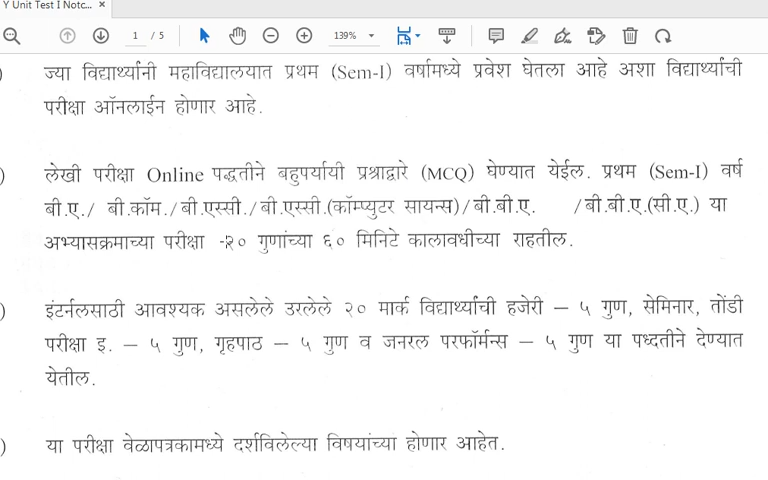 Y Unit Test I Notc... ×
1 / 5 139%
) ज्या विद्यार्थ्यांनी महाविद्यालयात प्रथम (Sem-I) वर्षामध्ये प्रवेश घेतला आहे अशा विद्यार्थ्यांची
परीक्षा ऑनलाईन होणार आहे.
) लेखी परीक्षा Online पद्धतीने बहुपर्यायी प्रश्नाद्वारे (MCQ) घेण्यात येईल. प्रथम (Sem-I) वर्ष
बी.ए./ बी.कॉम./बी.एस्सी./बी.एस्सी.(कॉम्प्युटर सायन्स)/बी.बी.ए. /बी.बी.ए.(सी.ए.) या
अभ्यासक्रमाच्या परीक्षा -२० गुणांच्या ६० मिनिटे कालावधीच्या राहतील.
) इंटर्नलसाठी आवश्यक असलेले उरलेले २० मार्क विद्यार्थ्यांची हजेरी – ५ गुण, सेमिनार, तोंडी
परीक्षा इ. – ५ गुण, गृहपाठ – ५ गुण व जनरल परफॉर्मन्स – ५ गुण या पध्दतीने देण्यात
येतील.
) या परीक्षा वेळापत्रकामध्ये दर्शविलेल्या विषयांच्या होणार आहेत.